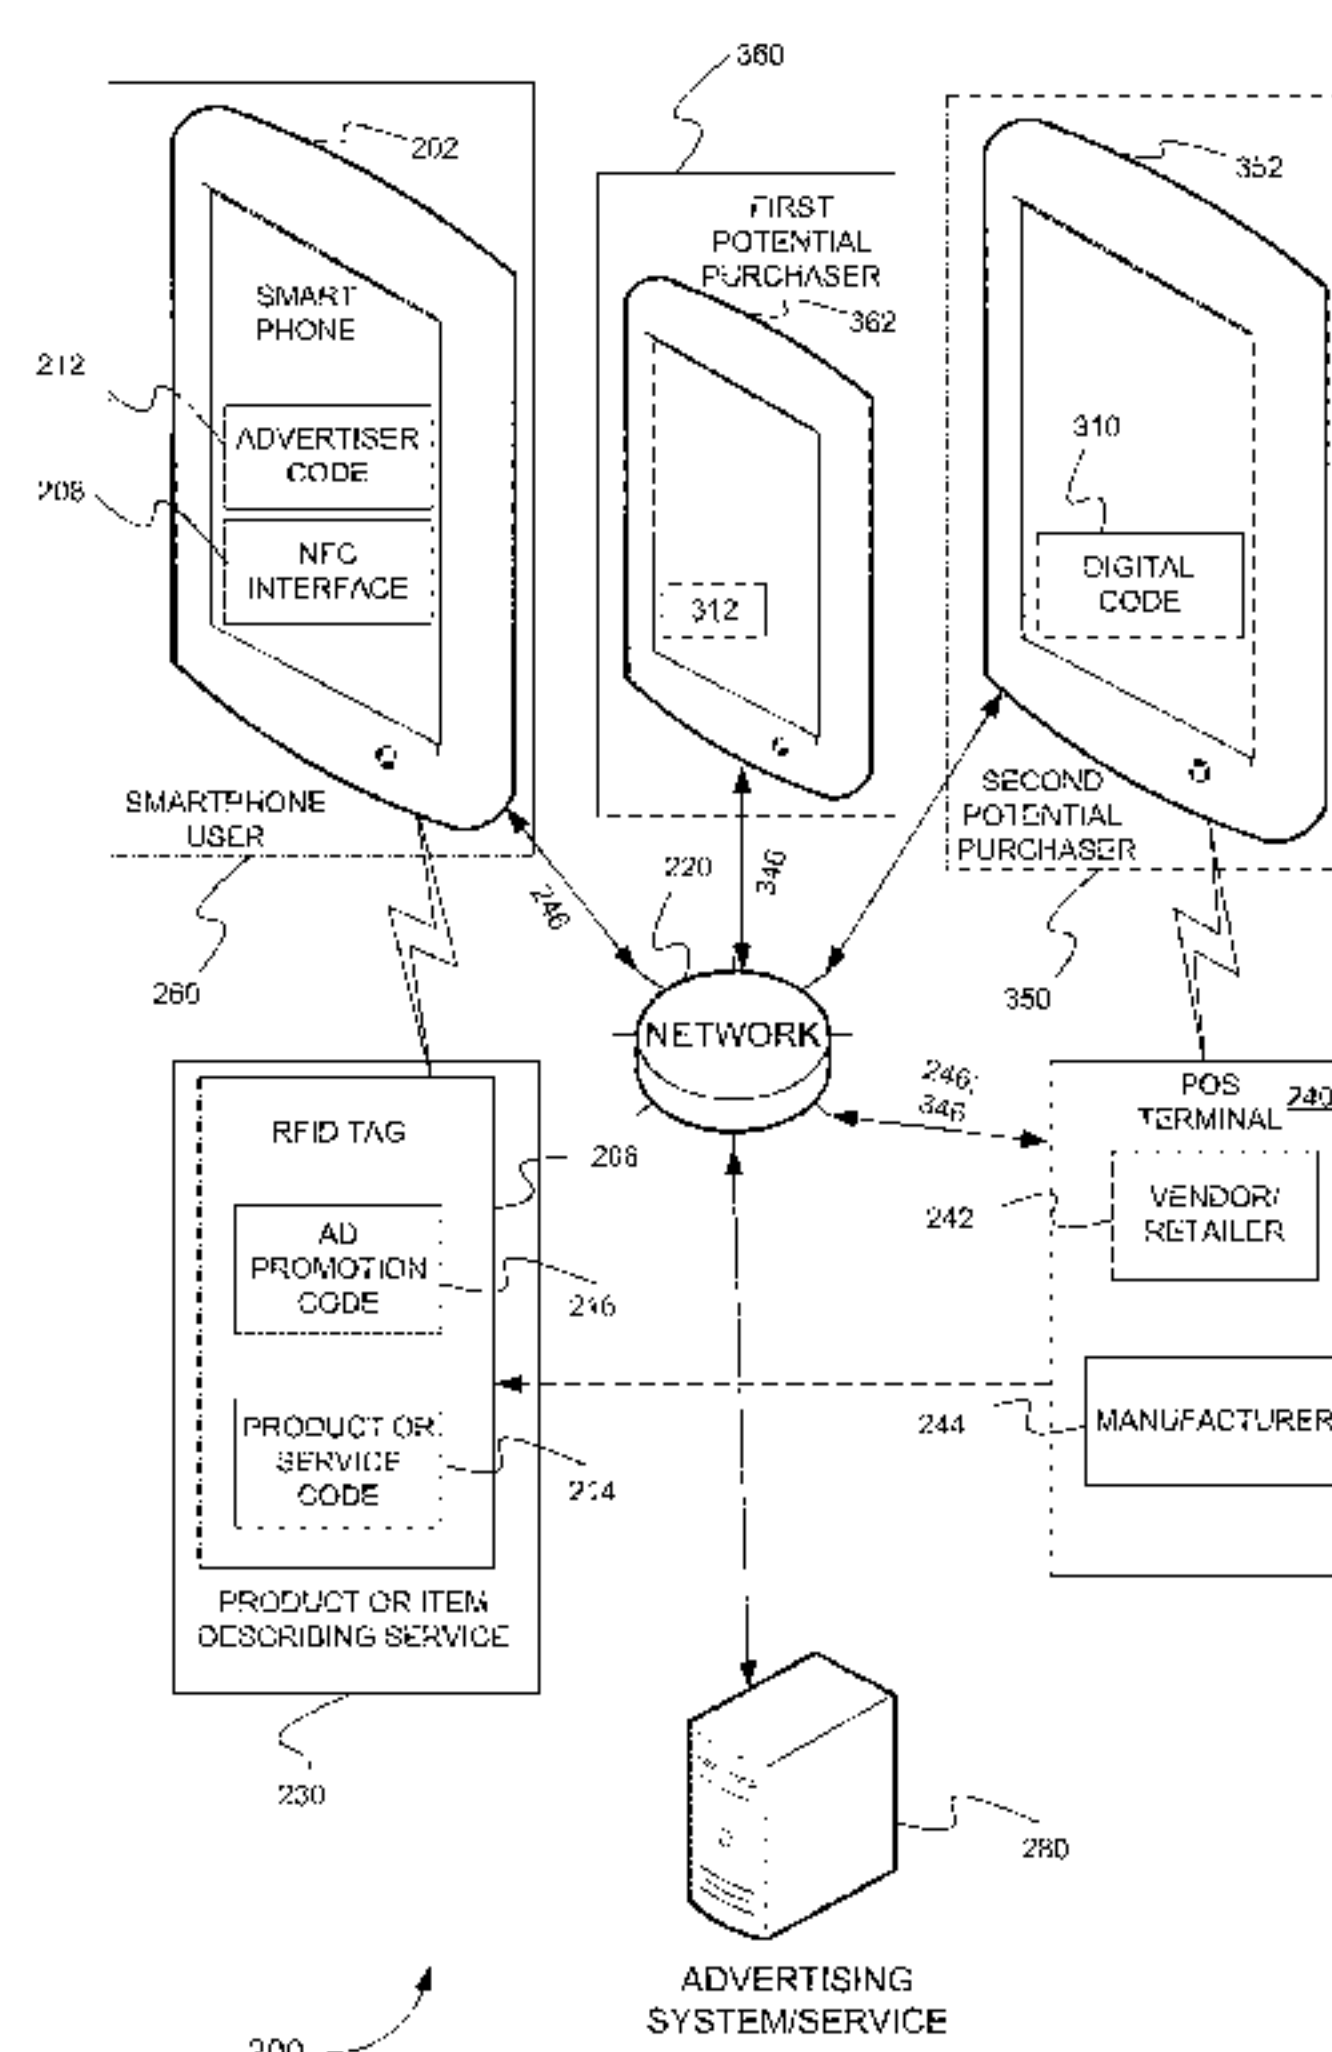 360
202
352
FIRST
POTENTIAL
PURCHASER
362
SMART
PHONE
212
ADVERTISER
CODE
208
NFC
INTERFACE
312
310
DIGITAL
CODE
SMARTPHONE
USER
SECOND
POTENTIAL
PURCHASER
246
220
346
260
350
NETWORK
246,
346
POS
TERMINAL
240
RFID TAG
206
VENDOR/
RETAILER
242
AD
PROMOTION
CODE
216
MANUFACTURER
244
PRODUCT OR
SERVICE
CODE
PRODUCT OR ITEM
DESCRIBING SERVICE
230
280
ADVERTISING
SYSTEM/SERVICE